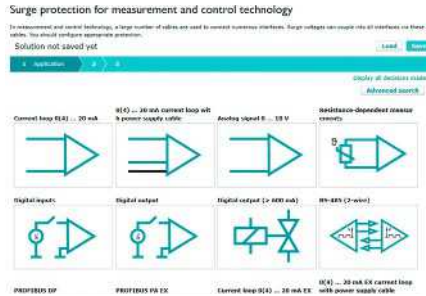 Surge protection for measurement and control technology
In measurement and control technology, a large number of cables are used to connect numerous interfaces. Surge voltages can couple into all interfaces via these
cables. You should configure appropriate protection.
Solution not saved yet
Load
Save
1 Application 2 3
Display all devices
Advanced search
Current loop 0(4) ... 20 mA
0(4) ... 20 mA current loop wit
h power supply cable
Analog signal 0 ... 10 V
Resistance-dependent measur
ements
Digital inputs
Digital output
Digital output (> 600 mA)
RS-485 (2-wire)
PROFIBUS DP
PROFIBUS PA EX
Current loop 0(4) ... 20 mA EX
0(4) ... 20 mA EX current loop
with power supply cable